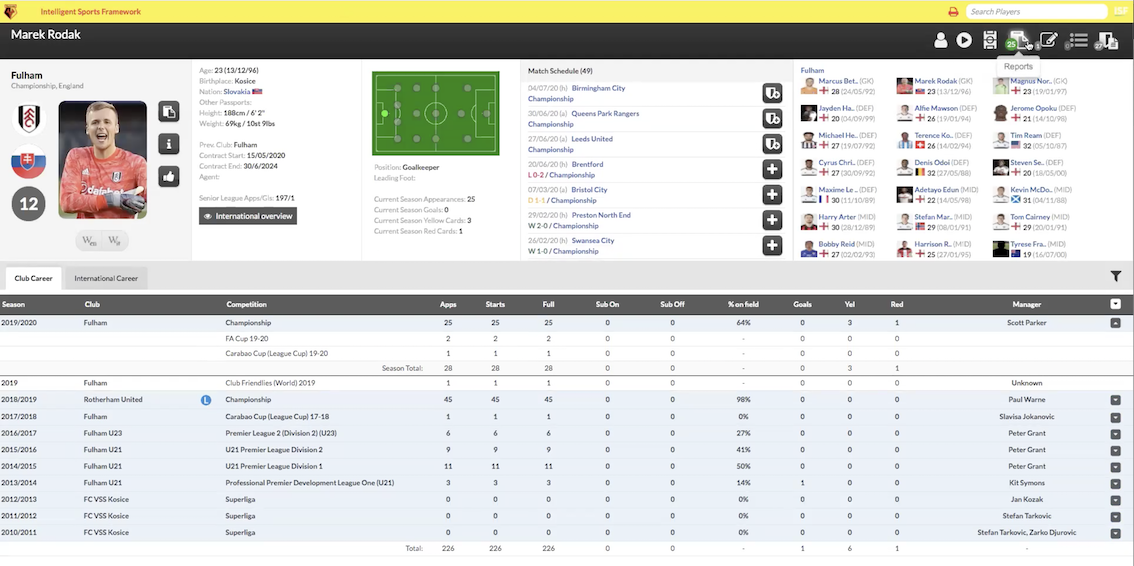 Intelligent Sports Framework
Search Players
ISF
Marek Rodak
25
1
0
27
Reports
Fulham
Championship, England
12
Age: 23 (13/12/96)
Birthplace: Kosice
Nation: Slovakia
Other Passports:
Height: 188cm / 6' 2"
Weight: 69kg / 10st 9lbs
Prev. Club: Fulham
Contract Start: 15/05/2020
Contract End: 30/6/2024
Agent:
Senior League Apps/Gls: 197/1
International overview
Position: Goalkeeper
Leading Foot:
Current Season Appearances: 25
Current Season Goals: 0
Current Season Yellow Cards: 3
Current Season Red Cards: 1
Match Schedule (49)
04/07/20 (h) Birmingham City
Championship
30/06/20 (a) Queens Park Rangers
Championship
27/06/20 (a) Leeds United
Championship
20/06/20 (h) Brentford
L 0-2 / Championship
07/03/20 (a) Bristol City
D 1-1 / Championship
29/02/20 (h) Preston North End
W 2-0 / Championship
26/02/20 (h) Swansea City
W 1-0 / Championship
Fulham
Marcus Bet.. (GK) Marek Rodak (GK) Magnus Nor.. (GK)
28 (24/05/92) 23 (13/12/96) 23 (19/01/97)
Jayden Ha.. (DEF) Alfie Mawson (DEF) Jerome Opoku (DEF)
20 (04/09/99) 26 (19/01/94) 21 (14/10/98)
Michael He.. (DEF) Terence Ko.. (DEF) Tim Ream (DEF)
27 (19/07/92) 26 (14/02/94) 32 (05/10/87)
Cyrus Chri.. (DEF) Denis Odoi (DEF) Steven Se.. (DEF)
27 (30/09/92) 32 (27/05/88) 20 (18/05/00)
Maxime Le .. (DEF) Adetayo Edun (MID) Kevin McDo.. (MID)
30 (11/10/89) 22 (14/05/98) 31 (04/11/88)
Harry Arter (MID) Stefan Mar.. (MID) Tom Cairney (MID)
30 (28/12/89) 29 (08/01/91) 29 (20/01/91)
Bobby Reid (MID) Harrison R.. (MID) Tyrese Fra.. (MID)
27 (02/02/93) 25 (27/01/95) 19 (16/07/00)
Club Career International Career
Season Club Competition Apps Starts Full Sub On Sub Off % on field Goals Yel Red Manager
2019/2020 Fulham Championship 25 25 25 0 0 64% 0 3 1 Scott Parker
FA Cup 19-20 2 2 2 0 0 - 0 0 0
Carabao Cup (League Cup) 19-20 1 1 1 0 0 - 0 0 0
Season Total: 28 28 28 0 0 - 0 3 1
2019 Fulham Club Friendlies (World) 2019 1 1 1 0 0 - 0 0 0 Unknown
2018/2019 Rotherham United L Championship 45 45 45 0 0 98% 0 0 0 Paul Warne
2017/2018 Fulham Carabao Cup (League Cup) 17-18 1 1 1 0 0 0% 0 0 0 Slavisa Jokanovic
2016/2017 Fulham U23 Premier League 2 (Division 2) (U23) 6 6 6 0 0 27% 0 0 0 Peter Grant
2015/2016 Fulham U21 U21 Premier League Division 2 9 9 9 0 0 41% 0 0 0 Peter Grant
2014/2015 Fulham U21 U21 Premier League Division 1 11 11 11 0 0 50% 0 0 0 Peter Grant
2013/2014 Fulham U21 Professional Premier Development League One (U21) 3 3 3 0 0 14% 1 0 0 Kit Symons
2012/2013 FC VSS Kosice Superliga 0 0 0 0 0 0% 0 0 0 Jan Kozak
2011/2012 FC VSS Kosice Superliga 0 0 0 0 0 0% 0 0 0 Stefan Tarkovic
2010/2011 FC VSS Kosice Superliga 0 0 0 0 0 0% 0 0 0 Stefan Tarkovic, Zarko Djurovic
Total: 226 226 226 0 0 - 1 6 1 -